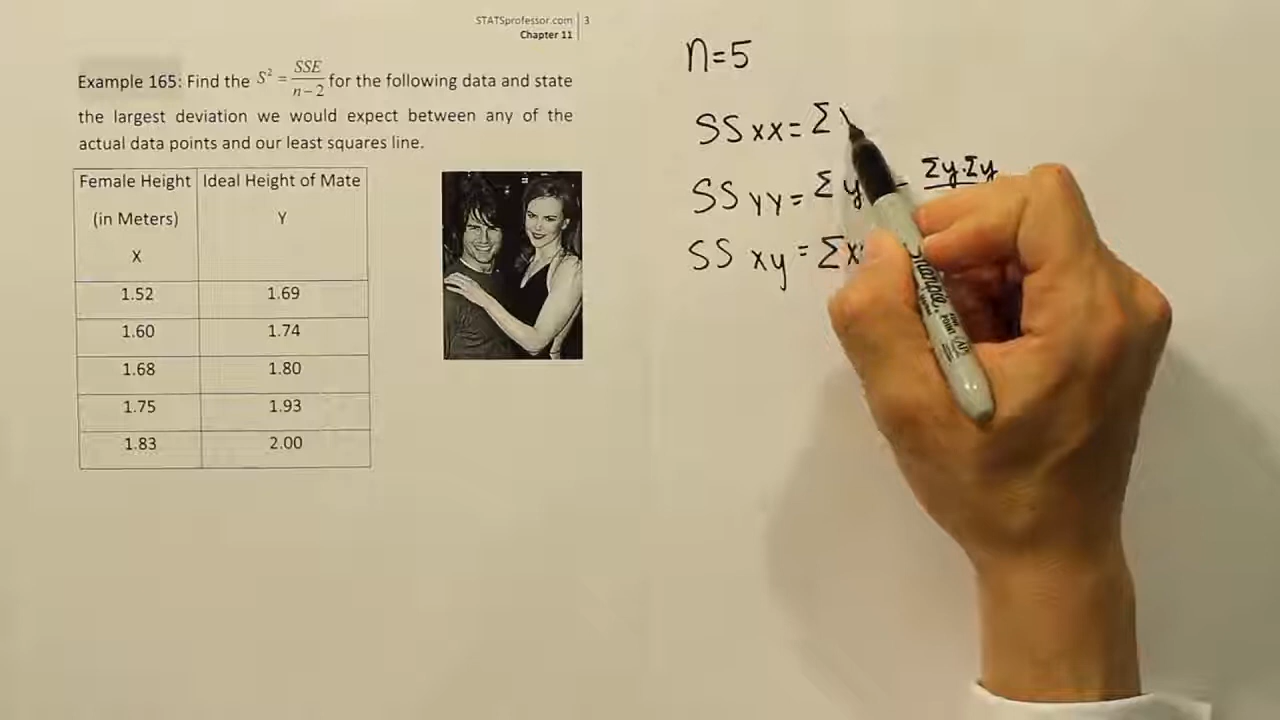 STATSprofessor.com 3
Chapter 11
Example 165: Find the S² = SSE / n−2 for the following data and state
the largest deviation we would expect between any of the
actual data points and our least squares line.
Female Height (in Meters) X
Ideal Height of Mate Y
1.52 1.69
1.60 1.74
1.68 1.80
1.75 1.93
1.83 2.00
n=5
SSxx= Σ
SSyy= Σy - Σy·Σy
SSxy = Σx
Sharpie